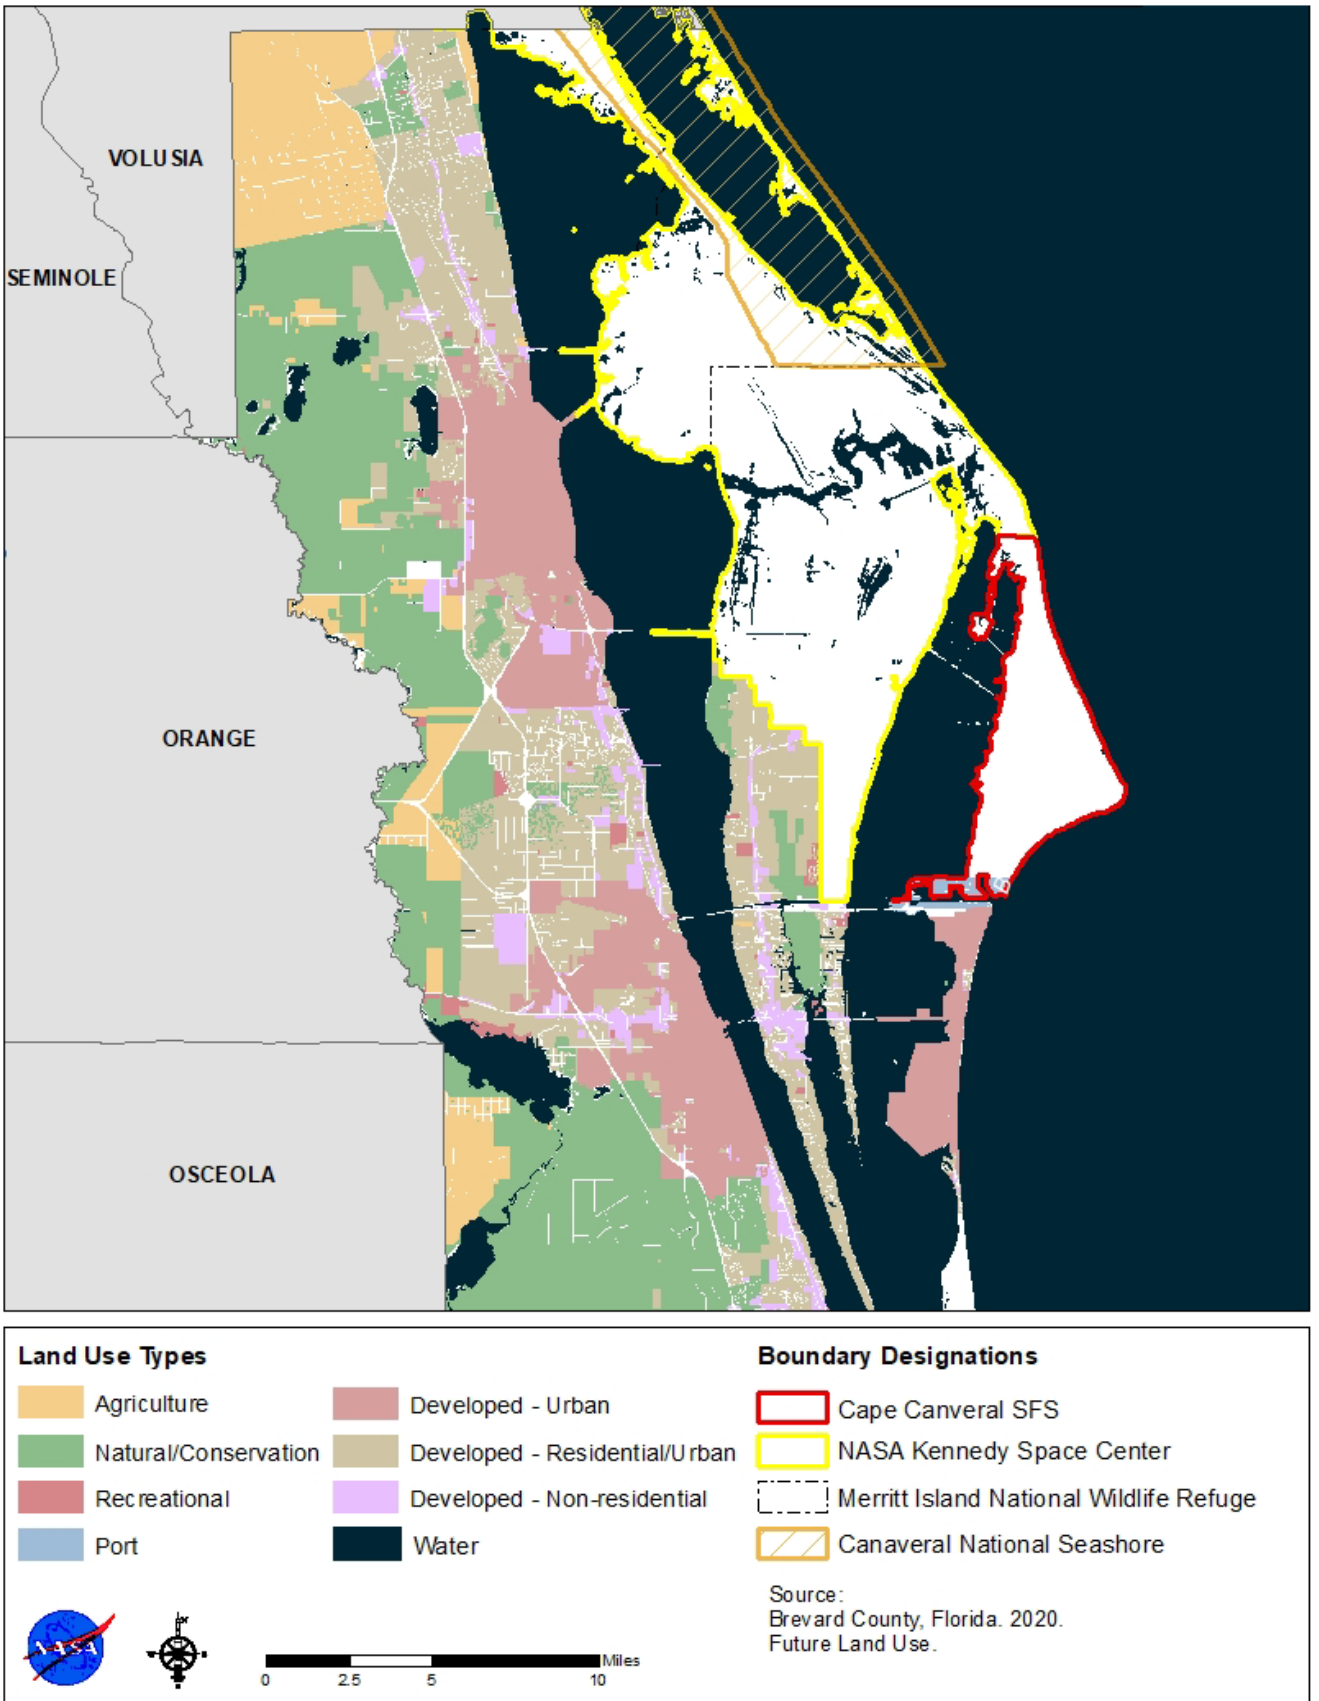 VOLUSIA
SEMINOLE
ORANGE
OSCEOLA
Land Use Types
Agriculture
Natural/Conservation
Recreational
Port
Developed - Urban
Developed - Residential/Urban
Developed - Non-residential
Water
Boundary Designations
Cape Canveral SFS
NASA Kennedy Space Center
Merritt Island National Wildlife Refuge
Canaveral National Seashore
Source:
Brevard County, Florida. 2020.
Future Land Use.
NASA
Miles
0 2.5 5 10